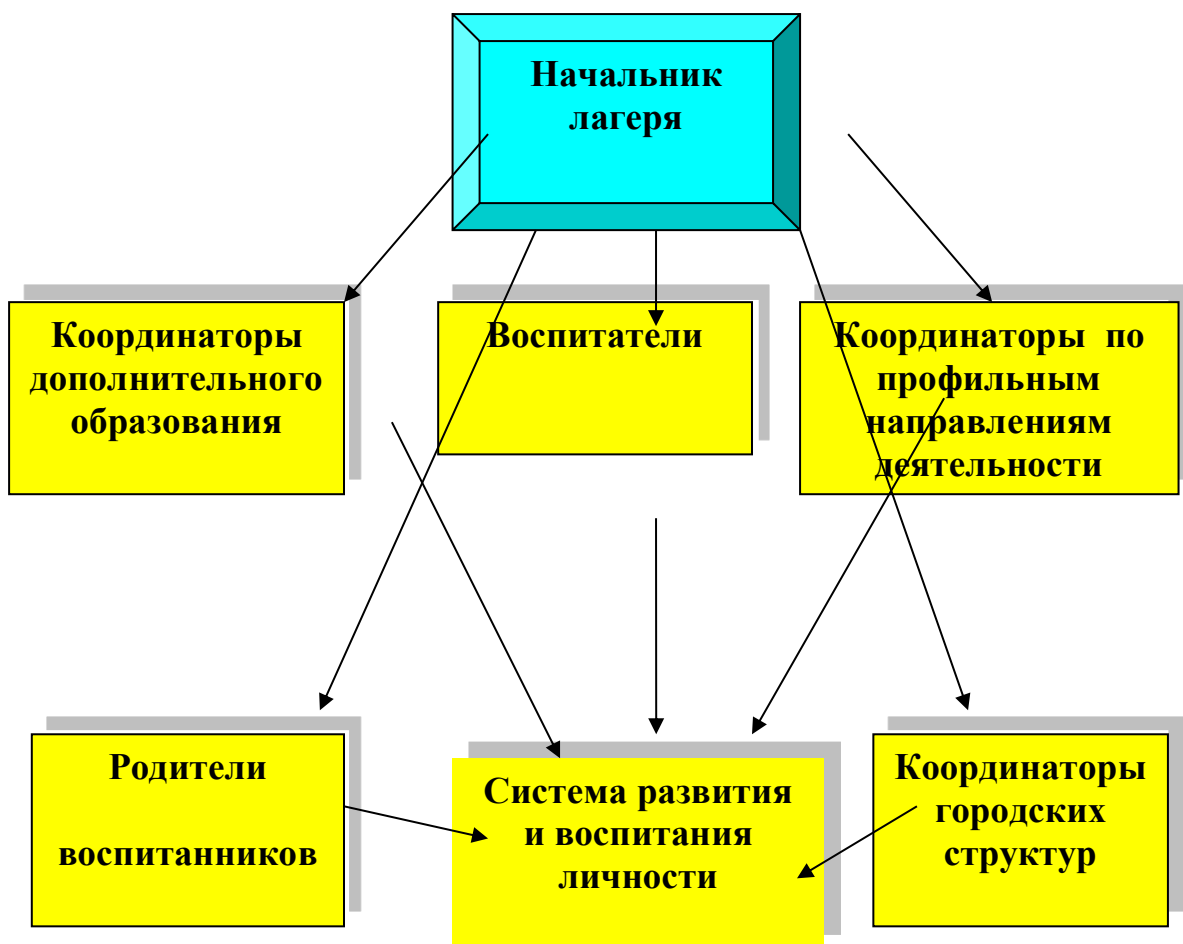 Начальник
лагеря
Координаторы
дополнительного
образования
Воспитатели
Координаторы по
профильным
направлениям
деятельности
Родители
воспитанников
Система развития
и воспитания
личности
Координаторы
городских
структур